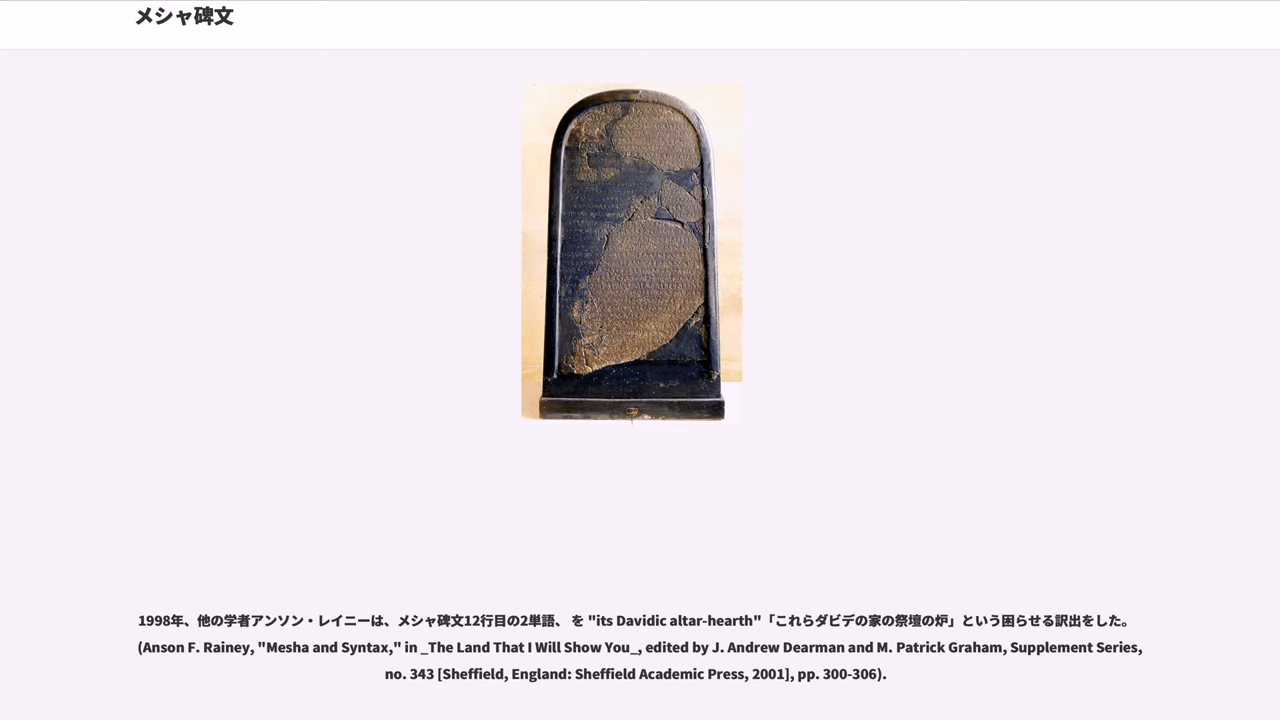 メシャ碑文
1998年、他の学者アンソン・レイニーは、メシャ碑文12行目の2単語、 を "its Davidic altar-hearth"「これらダビデの家の祭壇の炉」という困らせる訳出をした。
(Anson F. Rainey, "Mesha and Syntax," in _The Land That I Will Show You_, edited by J. Andrew Dearman and M. Patrick Graham, Supplement Series,
no. 343 [Sheffield, England: Sheffield Academic Press, 2001], pp. 300-306).